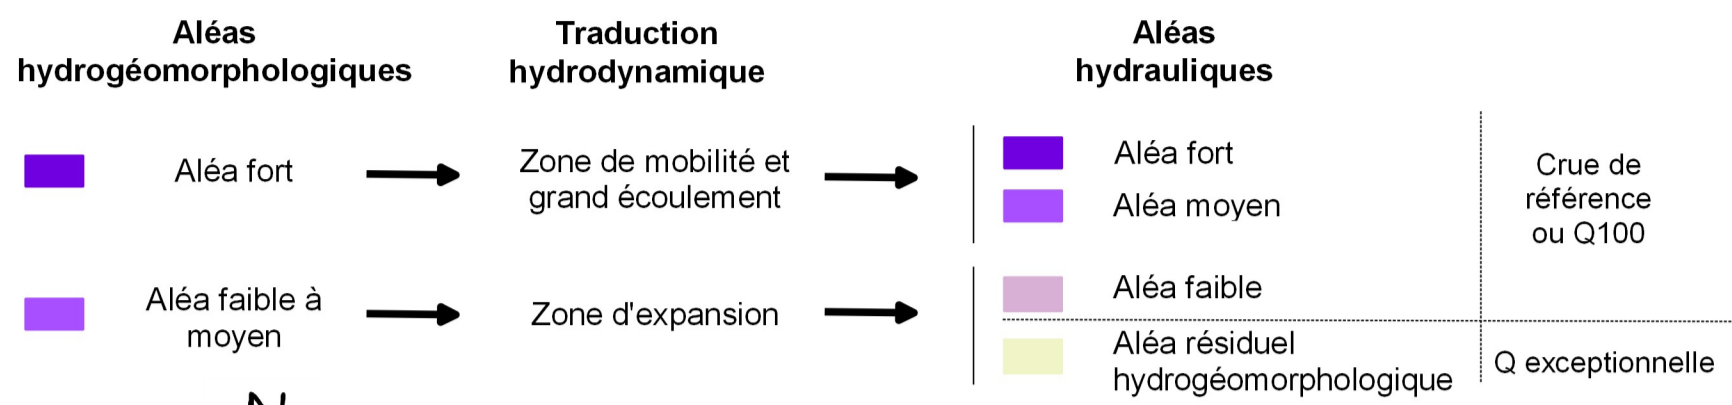 Aléas
hydrogéomorphologiques
Traduction
hydrodynamique
Aléas
hydrauliques
Aléa fort
Zone de mobilité et
grand écoulement
Aléa fort
Aléa moyen
Crue de
référence
ou Q100
Aléa faible à
moyen
Zone d'expansion
Aléa faible
Aléa résiduel
hydrogéomorphologique
Q exceptionnelle